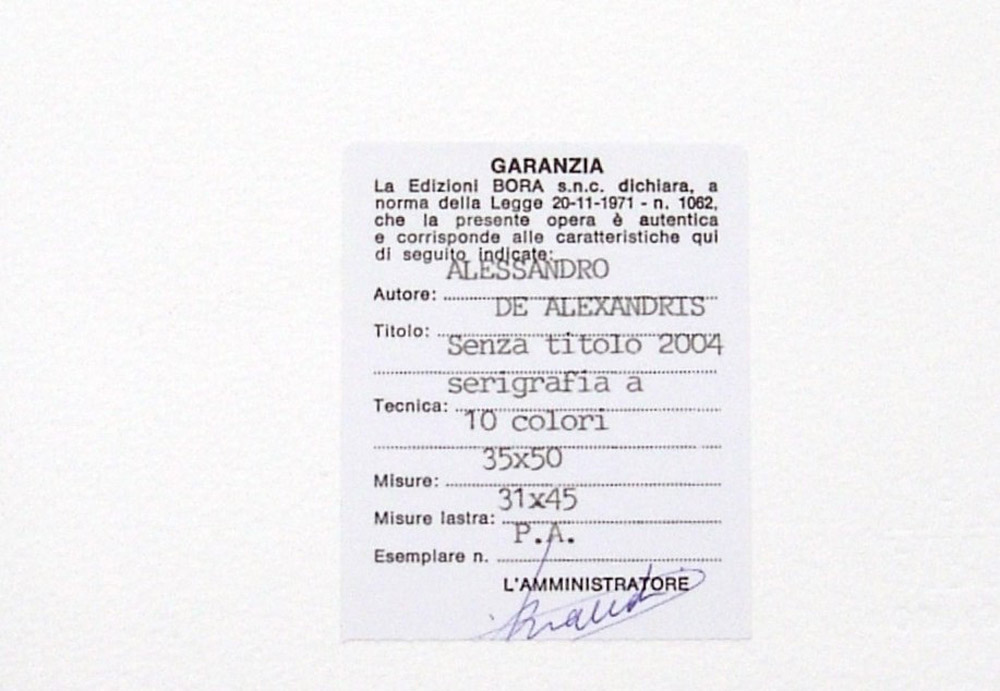 GARANZIA
La Edizioni BORA s.n.c. dichiara, a
norma della Legge 20-11-1971 - n. 1062,
che la presente opera è autentica
e corrisponde alle caratteristiche qui
di seguito indicate:
ALESSANDRO
Autore:
DE ALEXANDRIS
Titolo:
Senza titolo 2004
serigrafia a
Tecnica:
10 colori
35x50
Misure:
31x45
Misure lastra:
P.A.
Esemplare n.
L'AMMINISTRATORE